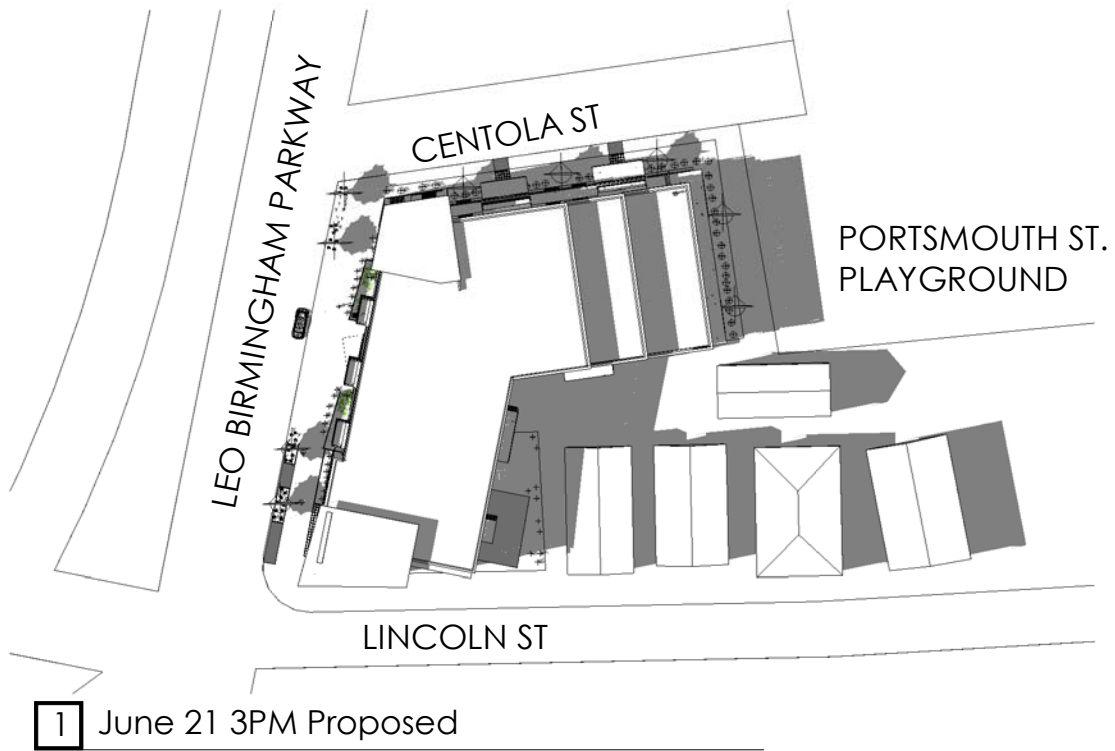 CENTOLA ST
LEO BIRMINGHAM PARKWAY
PORTSMOUTH ST.
PLAYGROUND
LINCOLN ST
1 June 21 3PM Proposed